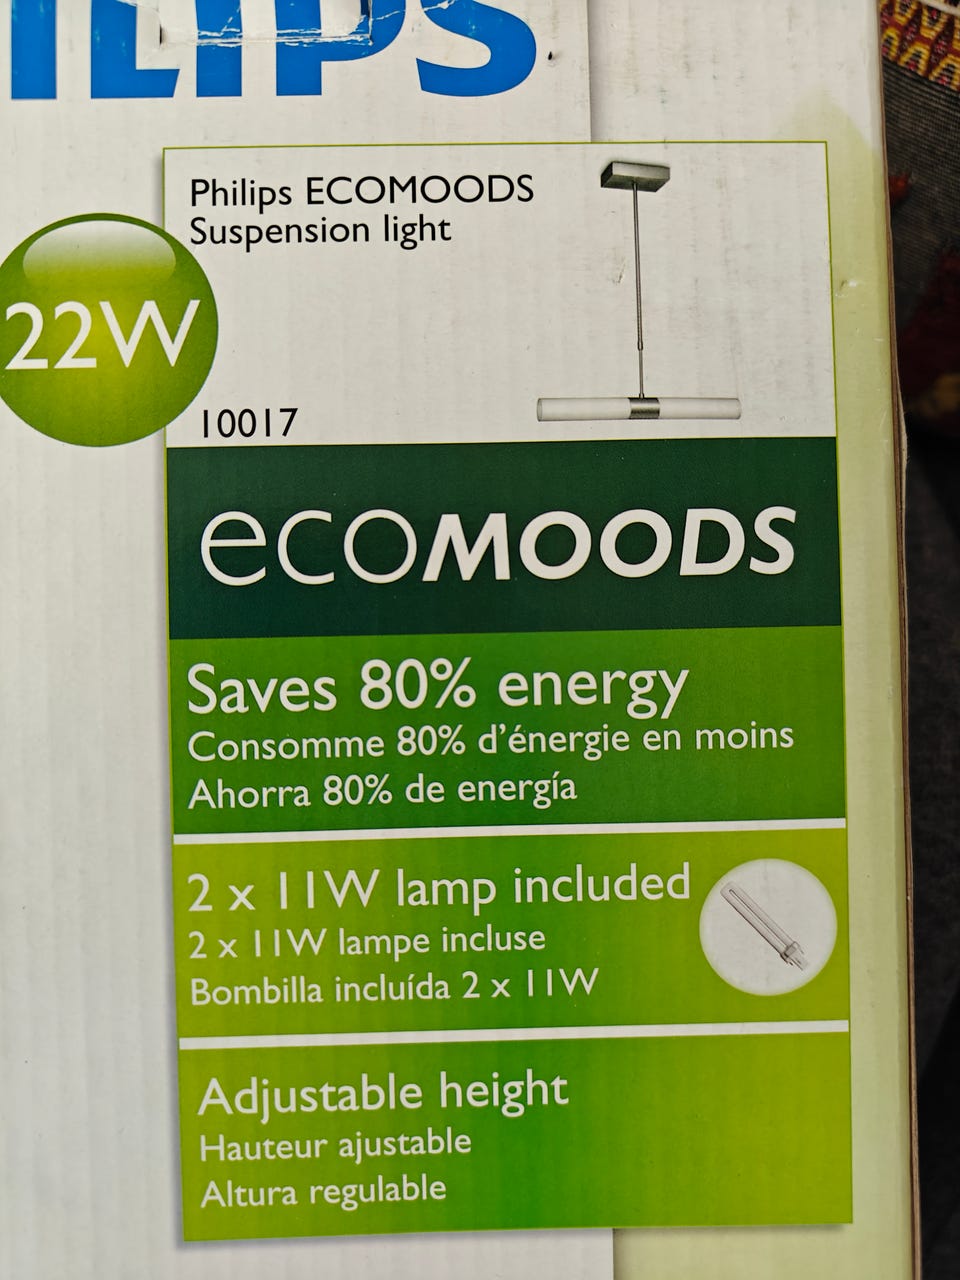 ILIPS
Philips ECOMOODS
Suspension light
22W
10017
ecoMOODS
Saves 80% energy
Consomme 80% d'énergie en moins
Ahorra 80% de energía
2 x 11W lamp included
2 x 11W lampe incluse
Bombilla incluída 2 x 11W
Adjustable height
Hauteur ajustable
Altura regulable